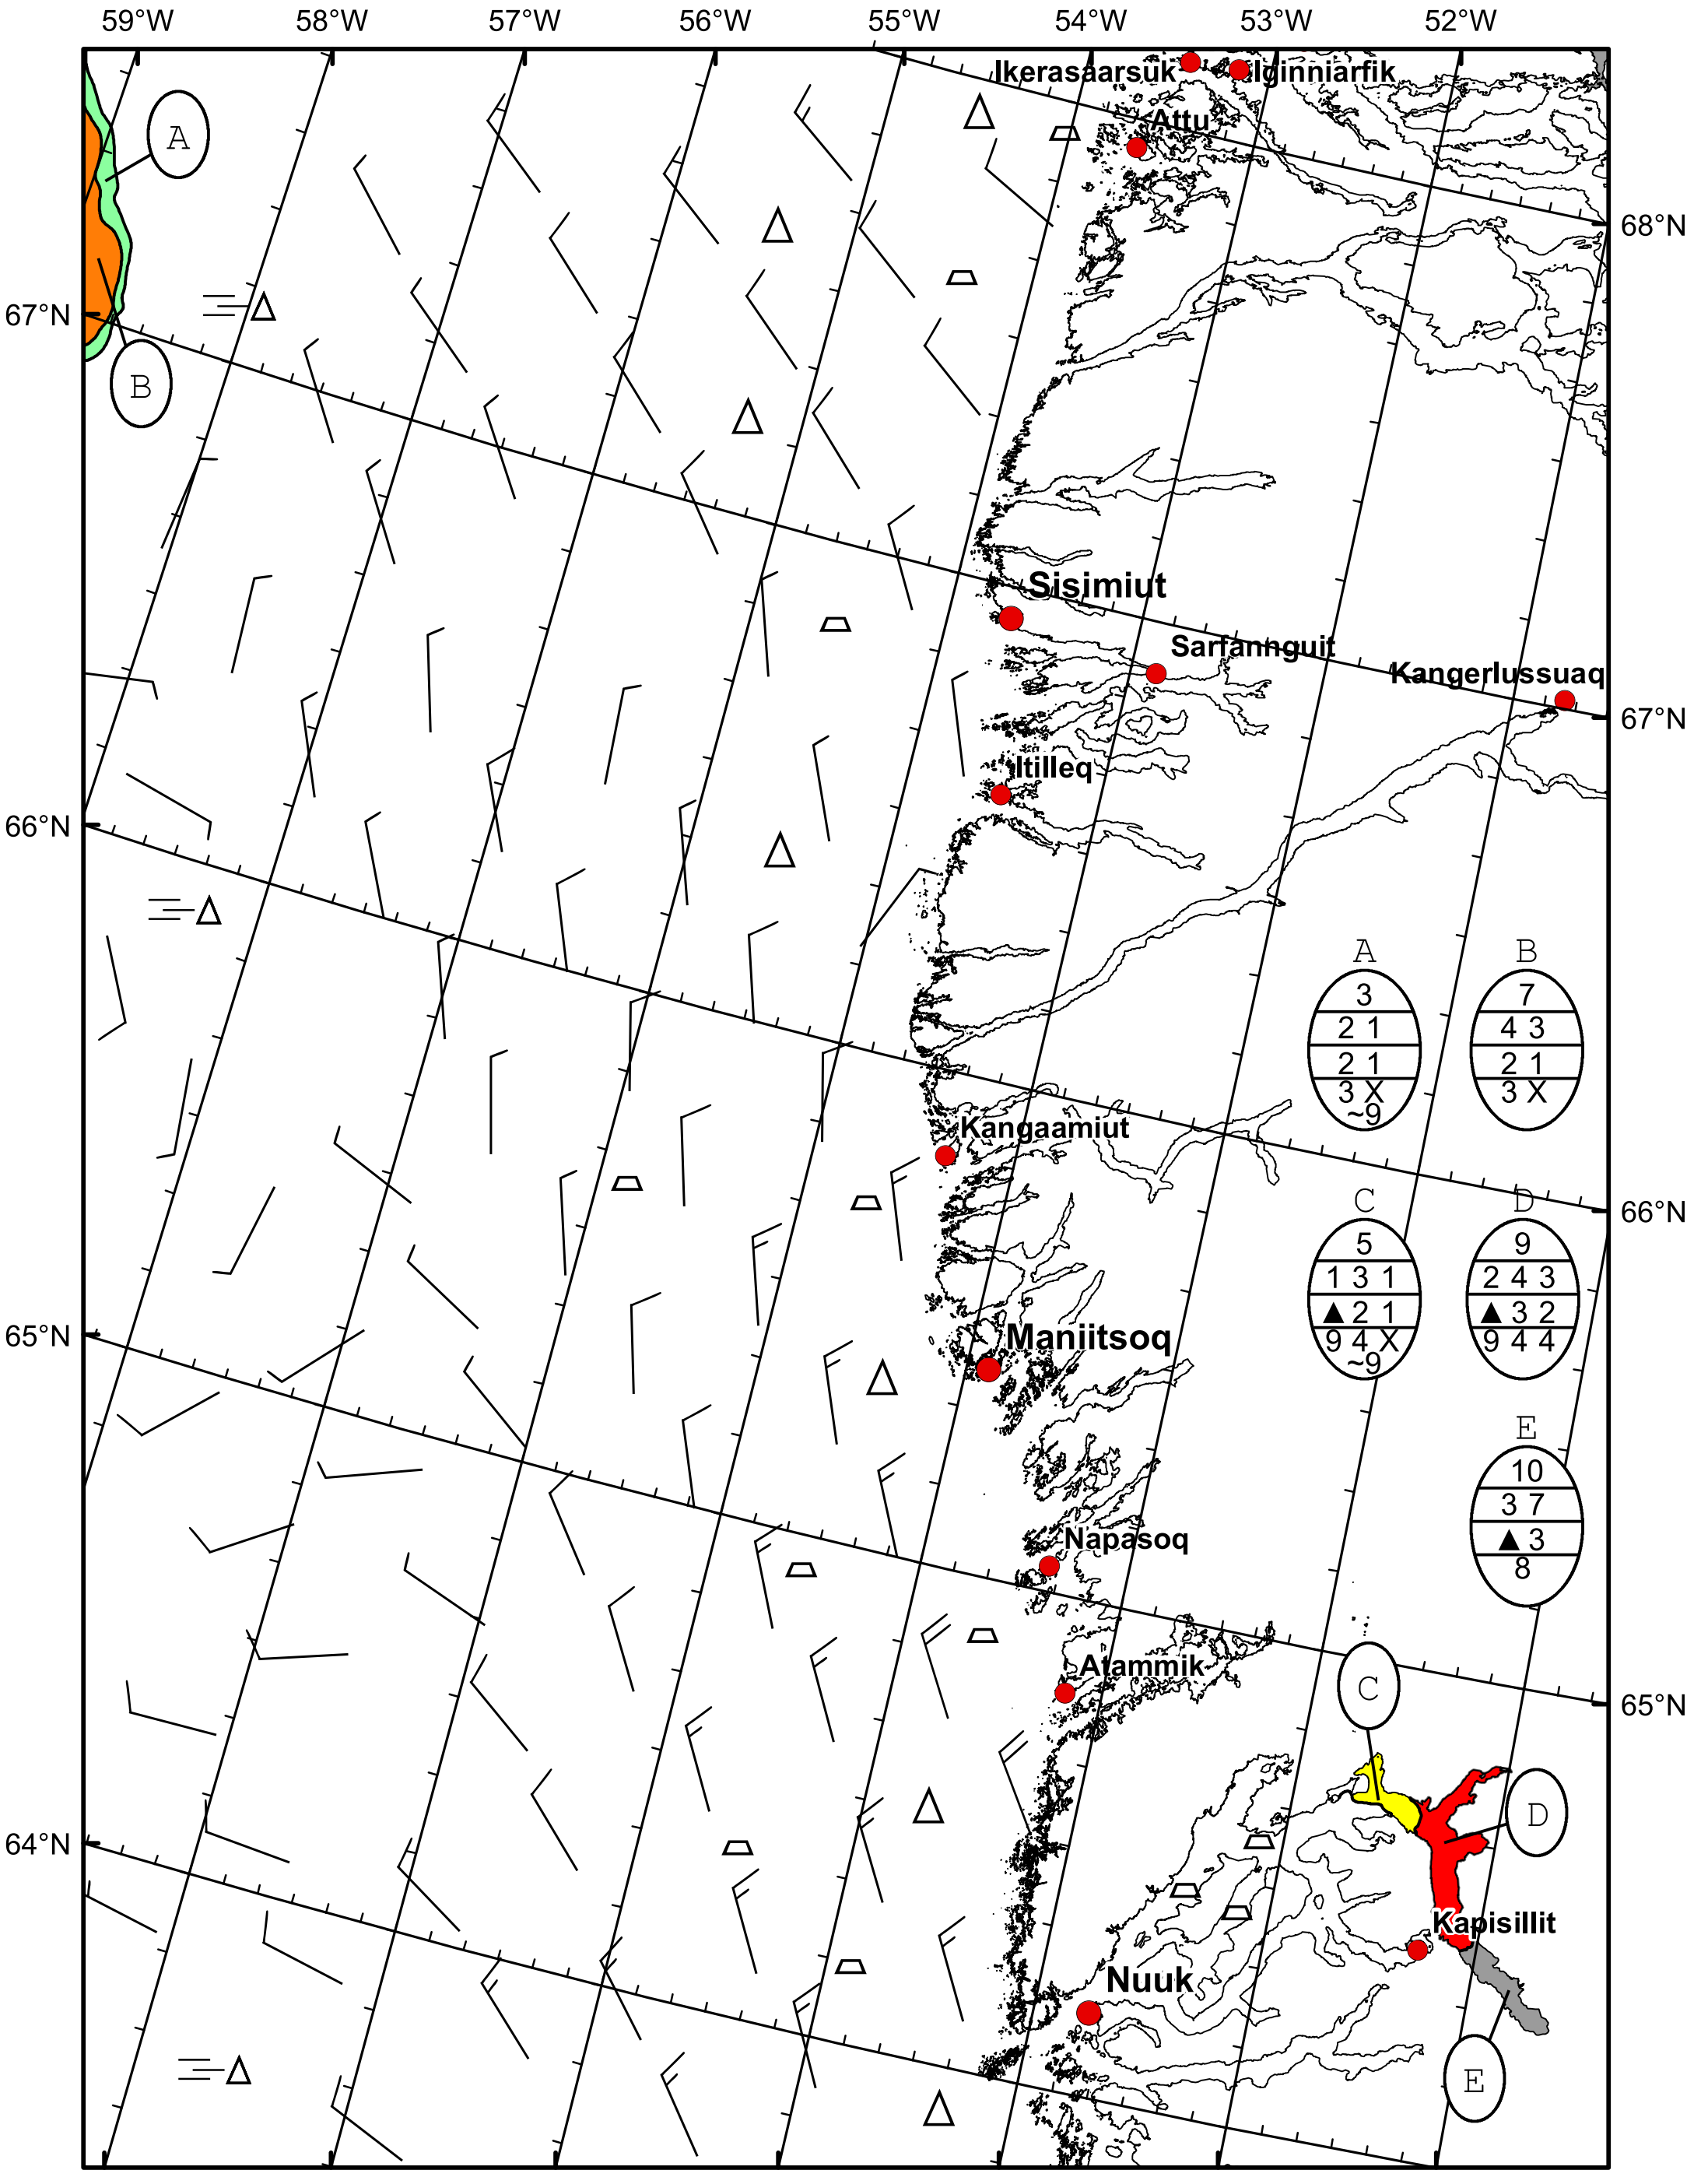 59°W 58°W 57°W 56°W 55°W 54°W 53°W 52°W
Ikerasaarsuk Iginniarfik
Attu
A
68°N
67°N
B
Sisimiut
Sarfannguit
Kangerlussuaq
67°N
Itilleq
66°N
A B
3 7
2 1 4 3
2 1 2 1
3 X 3 X
~9
Kangaamiut
66°N
C D
5 9
1 3 1 2 4 3
▲ 2 1 ▲ 3 2
9 4 X 9 4 4
~9
65°N
Maniitsoq
E
10
3 7
▲ 3
8
Napasoq
C
Atammik
65°N
D
64°N
Kapisillit
Nuuk
E